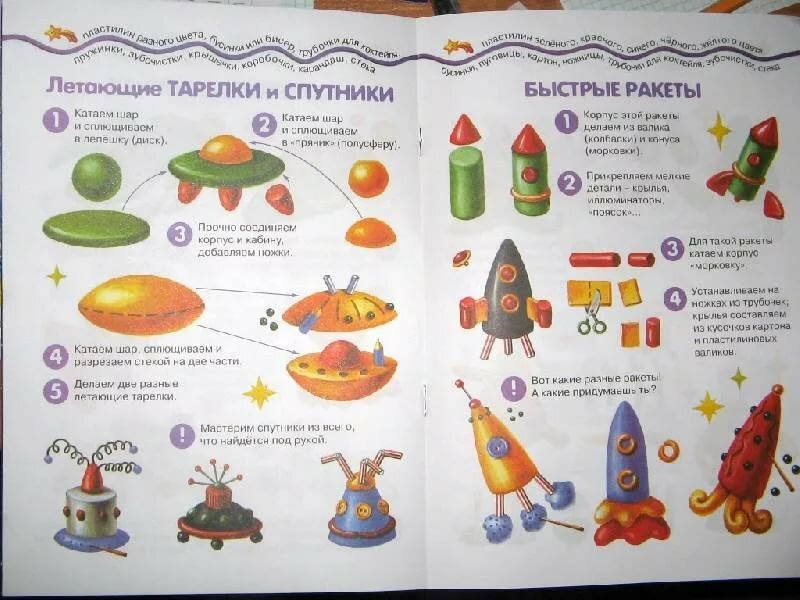 пластилин разного цвета, бусинки или бисер, трубочки для коктейля,
пружинки, зубочистки, крышечки, коробочки, карандаш, стека
Летающие ТАРЕЛКИ и СПУТНИКИ
1 Катаем шар
и сплющиваем
в лепёшку (диск).
2 Катаем шар
и сплющиваем
в «пряник» (полусферу).
3 Прочно соединяем
корпус и кабину,
добавляем ножки.
4 Катаем шар, сплющиваем и
разрезаем стекой на две части.
5 Делаем две разные
летающие тарелки.
! Мастерим спутники из всего,
что найдётся под рукой.
пластилин зелёного, красного, синего, чёрного, жёлтого цвета
бусинки, пуговицы, картон, ножницы, трубочки для коктейля, зубочистки, стека
БЫСТРЫЕ РАКЕТЫ
1 Корпус этой ракеты
делаем из валика
(колбаски) и конуса
(морковки).
2 Прикрепляем мелкие
детали – крылья,
иллюминаторы,
"поясок"...
3 Для такой ракеты
катаем корпус
«морковку».
4 Устанавливаем на
ножках из трубочек;
крылья составляем
из кусочков картона
и пластилиновых
валиков.
! Вот какие разные ракеты!
А какие придумаешь ты?